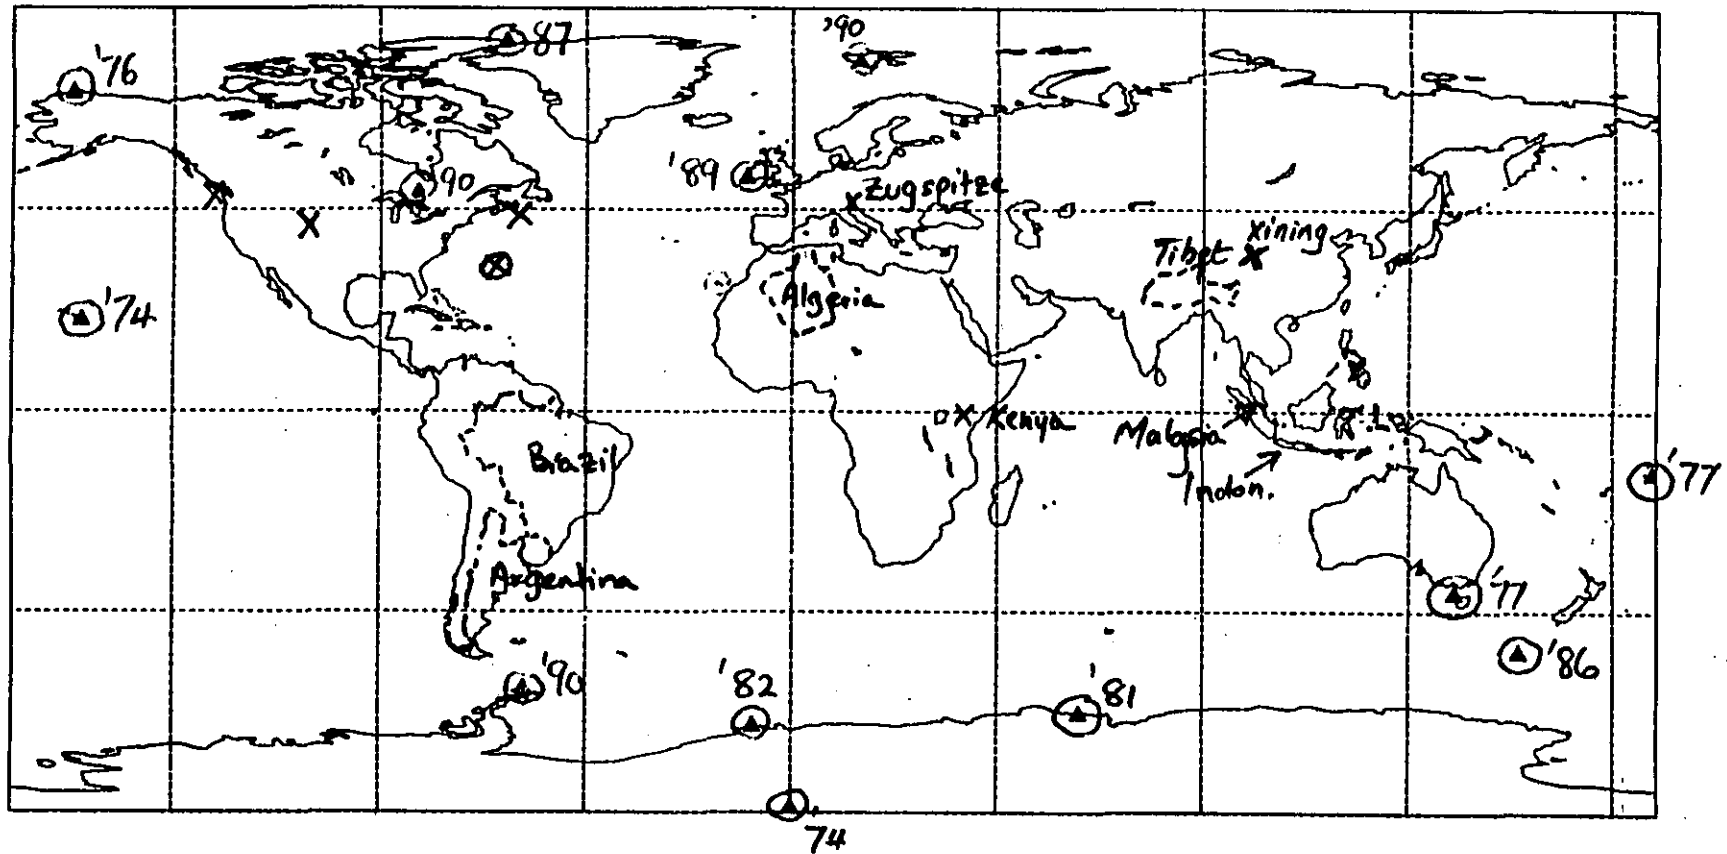 '87
'90
'76
'89
'90
Zugspitze
Xining
Tibet
'74
Algeria
Kenya
Malaysia
Brazil
Indon.
'77
Argentina
'77
'86
'90
'82
'81
'74